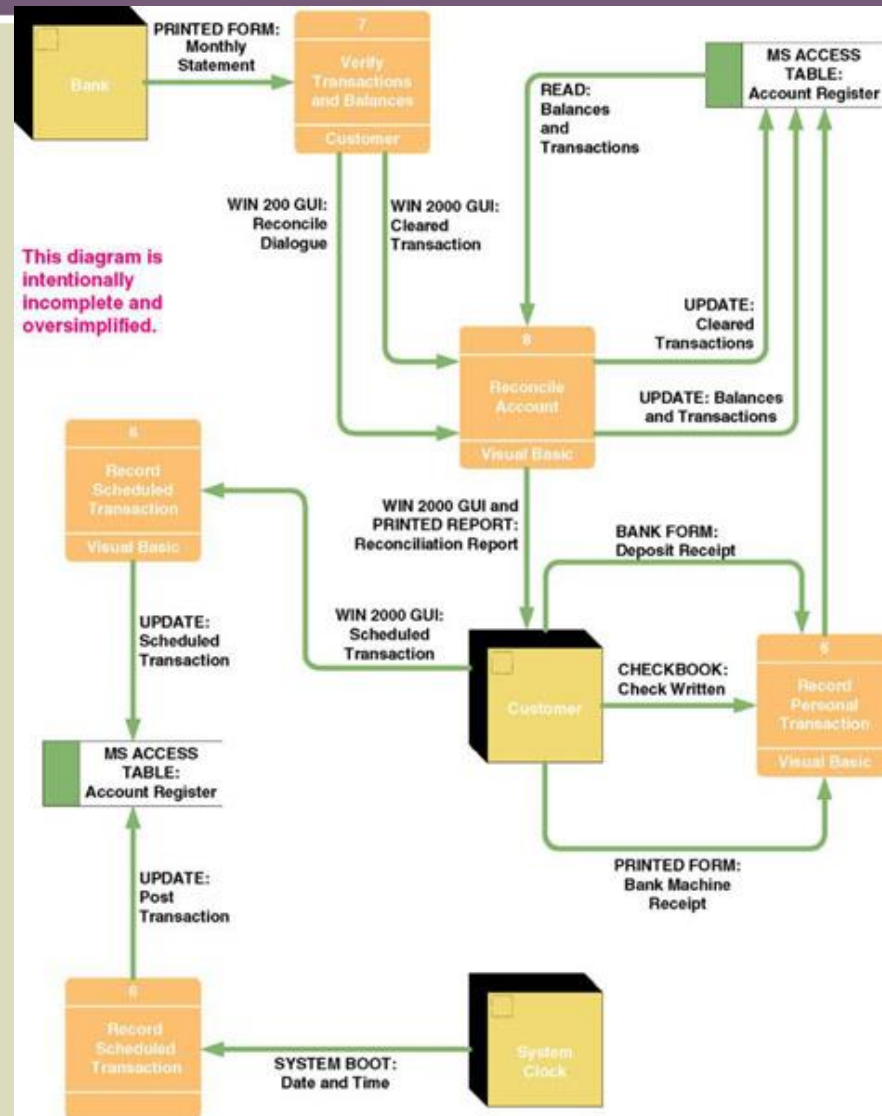 PRINTED FORM:
Monthly
Statement
Bank
7
Verify
Transactions
and Balances
Customer
MS ACCESS
TABLE:
Account Register
READ:
Balances
and
Transactions
WIN 200 GUI:
Reconcile
Dialogue
WIN 2000 GUI:
Cleared
Transaction
This diagram is
intentionally
incomplete and
oversimplified.
UPDATE:
Cleared
Transactions
8
Reconcile
Account
Visual Basic
UPDATE: Balances
and Transactions
6
Record
Scheduled
Transaction
Visual Basic
WIN 2000 GUI and
PRINTED REPORT:
Reconciliation Report
BANK FORM:
Deposit Receipt
UPDATE:
Scheduled
Transaction
WIN 2000 GUI:
Scheduled
Transaction
Customer
CHECKBOOK:
Check Written
Record
Personal
Transaction
Visual Basic
MS ACCESS
TABLE:
Account Register
PRINTED FORM:
Bank Machine
Receipt
UPDATE:
Post
Transaction
6
Record
Scheduled
Transaction
SYSTEM BOOT:
Date and Time
System
Clock